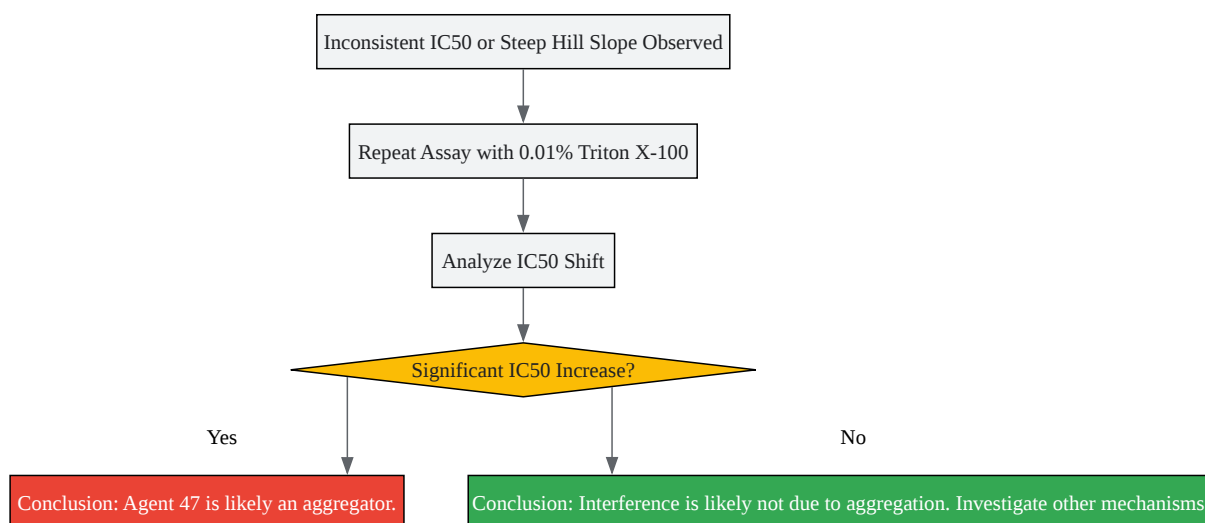 Inconsistent IC50 or Steep Hill Slope Observed
Repeat Assay with 0.01% Triton X-100
Analyze IC50 Shift
Significant IC50 Increase?
Yes
No
Conclusion: Agent 47 is likely an aggregator.
Conclusion: Interference is likely not due to aggregation. Investigate other mechanisms